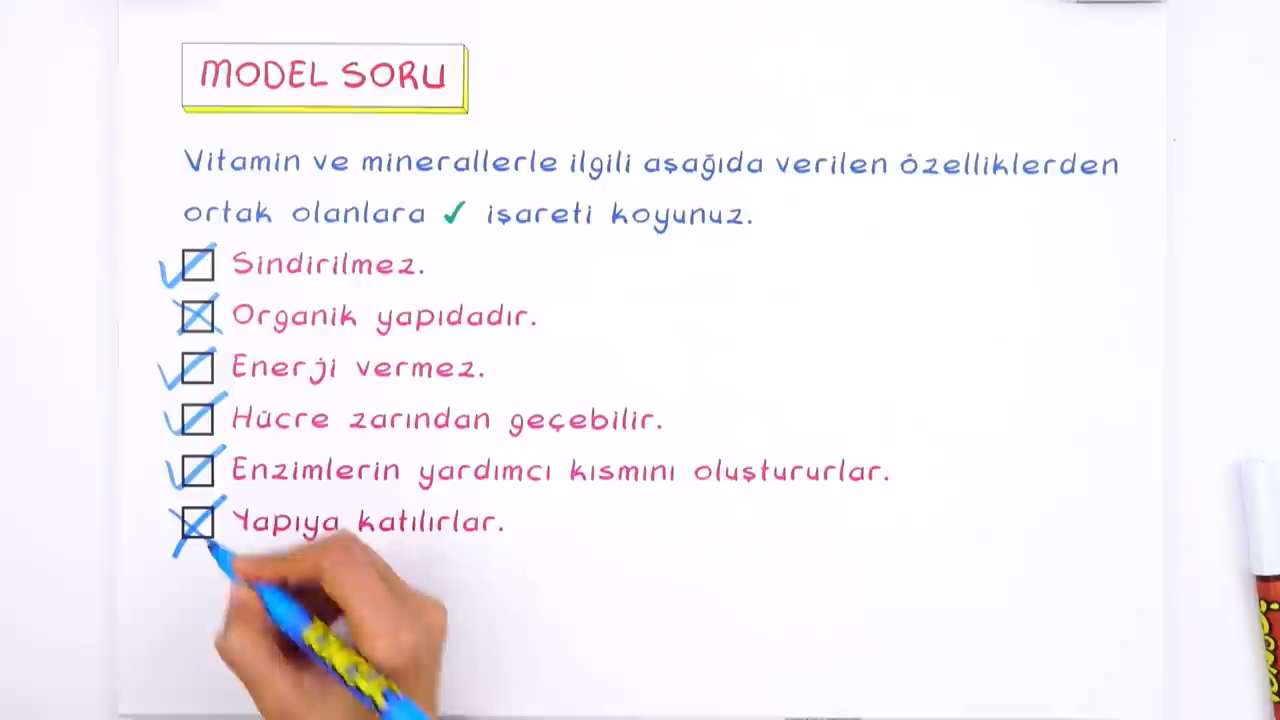 MODEL SORU
Vitamin ve minerallerle ilgili aşağıda verilen özelliklerden
ortak olanlara ✓ işareti koyunuz.
Sindirilmez.
Organik yapıdadır.
Enerji vermez.
Hücre zarından geçebilir.
Enzimlerin yardımcı kısmını oluştururlar.
Yapıya katılırlar.